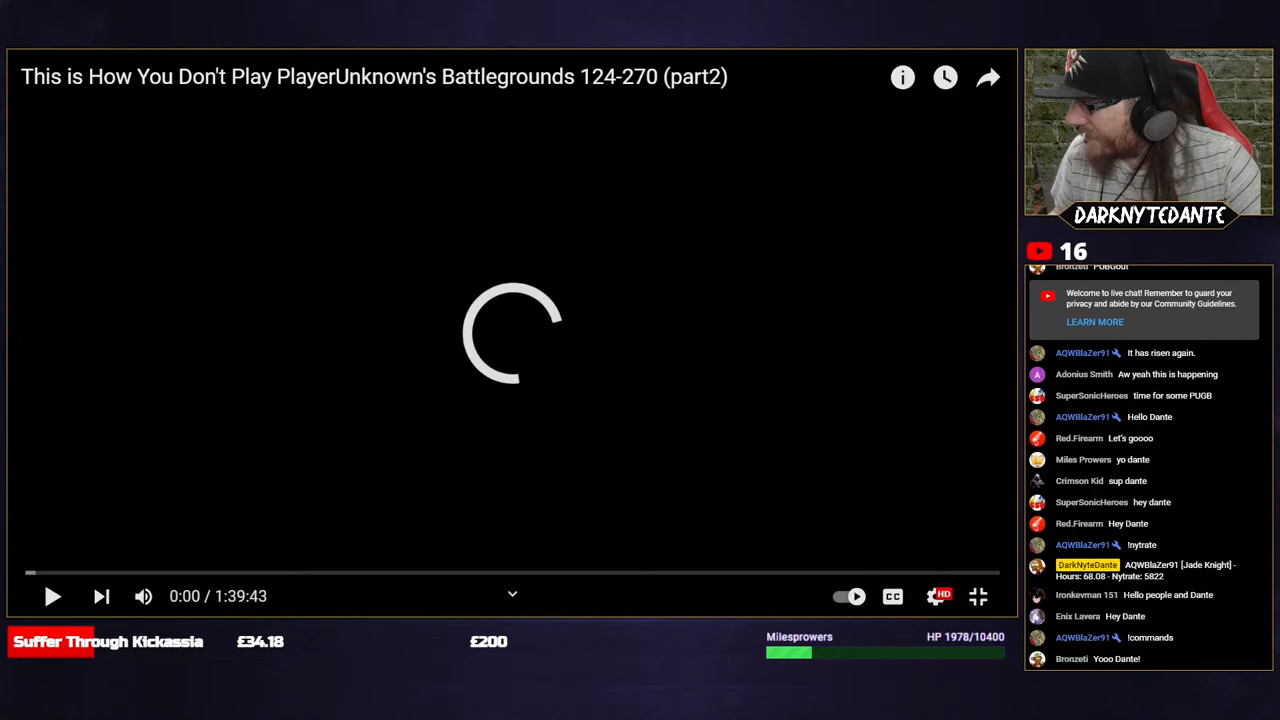 This is How You Don't Play PlayerUnknown's Battlegrounds 124-270 (part2)
DARKNYTEDANTE
16
Bronzeti PUBGout
Welcome to live chat! Remember to guard your
privacy and abide by our Community Guidelines.
LEARN MORE
AQWBlaZer91 It has risen again.
A Adonius Smith Aw yeah this is happening
SuperSonicHeroes time for some PUGB
AQWBlaZer91 Hello Dante
Red.Firearm Let's goooo
Miles Prowers yo dante
Crimson Kid sup dante
SuperSonicHeroes hey dante
Red.Firearm Hey Dante
AQWBlaZer91 !nytrate
DarkNyteDante AQWBlaZer91 [Jade Knight] -
Hours: 68.08 - Nytrate: 5822
Ironkevman 151 Hello people and Dante
Enix Lavera Hey Dante
AQWBlaZer91 !commands
Bronzeti Yooo Dante!
0:00 / 1:39:43
CC
HD
Suffer Through Kickassia £34.18 £200
Milesprowers HP 1978/10400